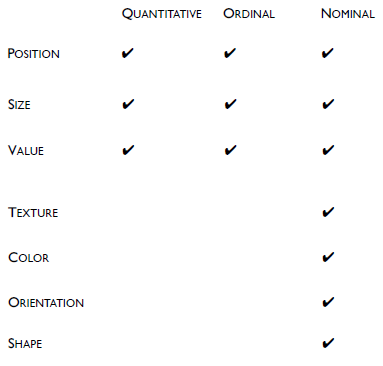 QUANTITATIVE ORDINAL NOMINAL
POSITION ✔ ✔ ✔
SIZE ✔ ✔ ✔
VALUE ✔ ✔ ✔
TEXTURE ✔
COLOR ✔
ORIENTATION ✔
SHAPE ✔